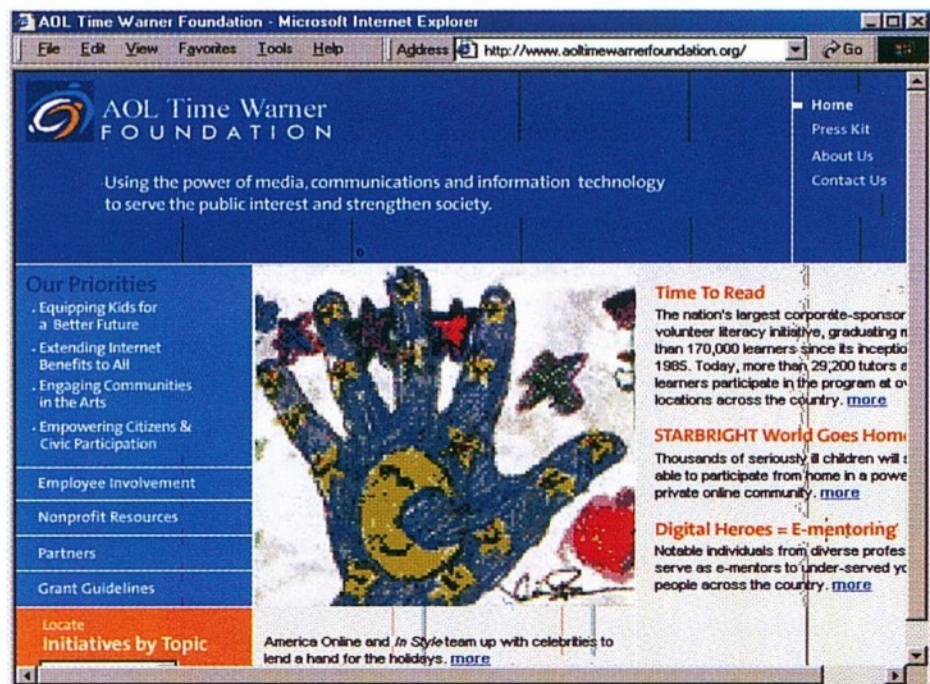 AOL Time Warner Foundation - Microsoft Internet Explorer
File Edit View Favorites Tools Help Address http://www.aoltimewarnerfoundation.org/ Go
AOL Time Warner
FOUNDATION
Using the power of media, communications and information technology
to serve the public interest and strengthen society.
Home
Press Kit
About Us
Contact Us
Our Priorities
. Equipping Kids for
a Better Future
. Extending Internet
Benefits to All
. Engaging Communities
in the Arts
. Empowering Citizens &
Civic Participation
Employee Involvement
Nonprofit Resources
Partners
Grant Guidelines
Locate
Initiatives by Topic
America Online and In Style team up with celebrities to
lend a hand for the holidays. more
Time To Read
The nation's largest corporate-sponsor
volunteer literacy initiative, graduating
than 170,000 learners since its inceptio
1985. Today, more than 29,200 tutors
learners participate in the program at
locations across the country. more
STARBRIGHT World Goes Hom
Thousands of seriously ill children will
able to participate from home in a powe
private online community. more
Digital Heroes = E-mentoring
Notable individuals from diverse profes
serve as e-mentors to under-served
people across the country. more